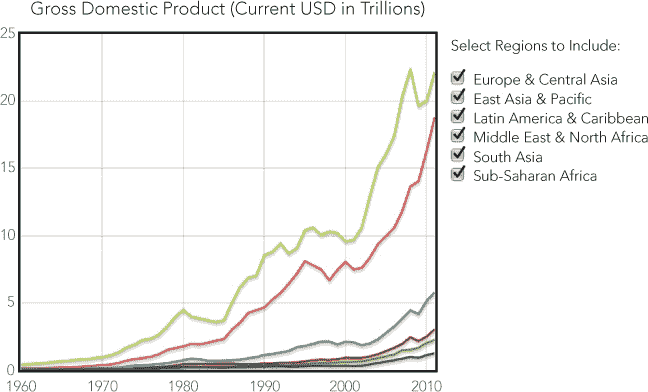 Gross Domestic Product (Current USD in Trillions)
25
20
15
10
5
0
1960
1970
1980
1990
2000
2010
Select Regions to Include:
Europe & Central Asia
East Asia & Pacific
Latin America & Caribbean
Middle East & North Africa
South Asia
Sub-Saharan Africa